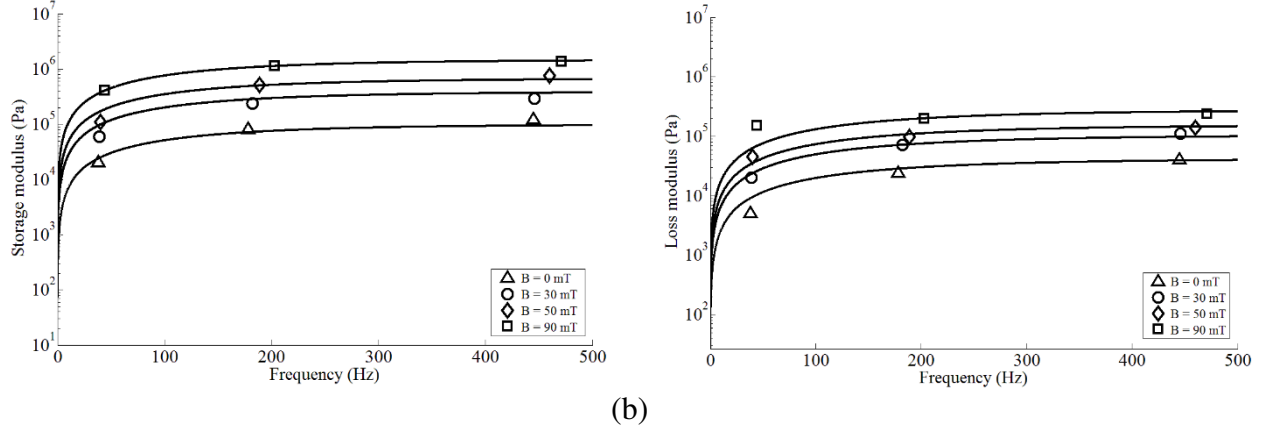 Storage modulus (Pa)
10^7
10^6
10^5
10^4
10^3
10^2
10^1
0 100 200 300 400 500
Frequency (Hz)
B = 0 mT
B = 30 mT
B = 50 mT
B = 90 mT
Loss modulus (Pa)
10^7
10^6
10^5
10^4
10^3
10^2
0 100 200 300 400 500
Frequency (Hz)
B = 0 mT
B = 30 mT
B = 50 mT
B = 90 mT
(b)